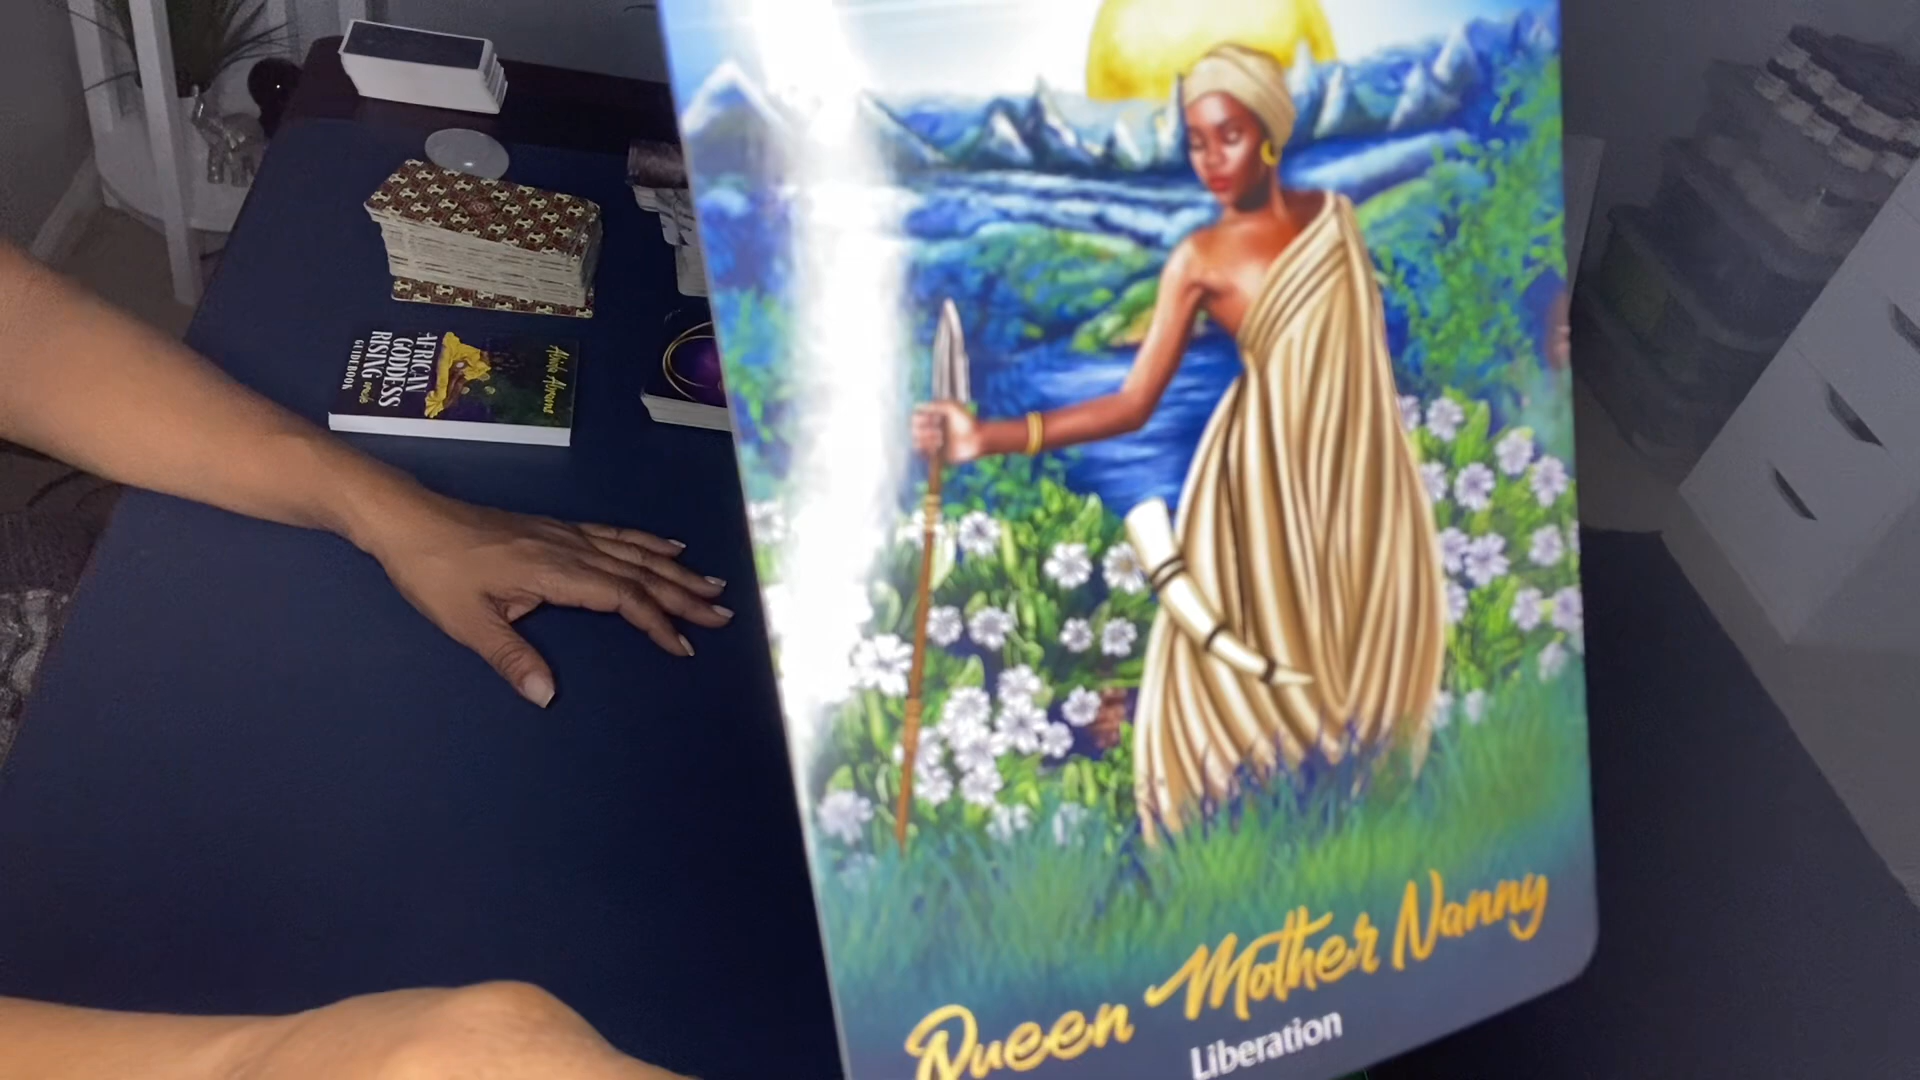 AFRICAN
GODDESS
RISING
GUIDEBOOK
Queen Mother Nanny
Liberation